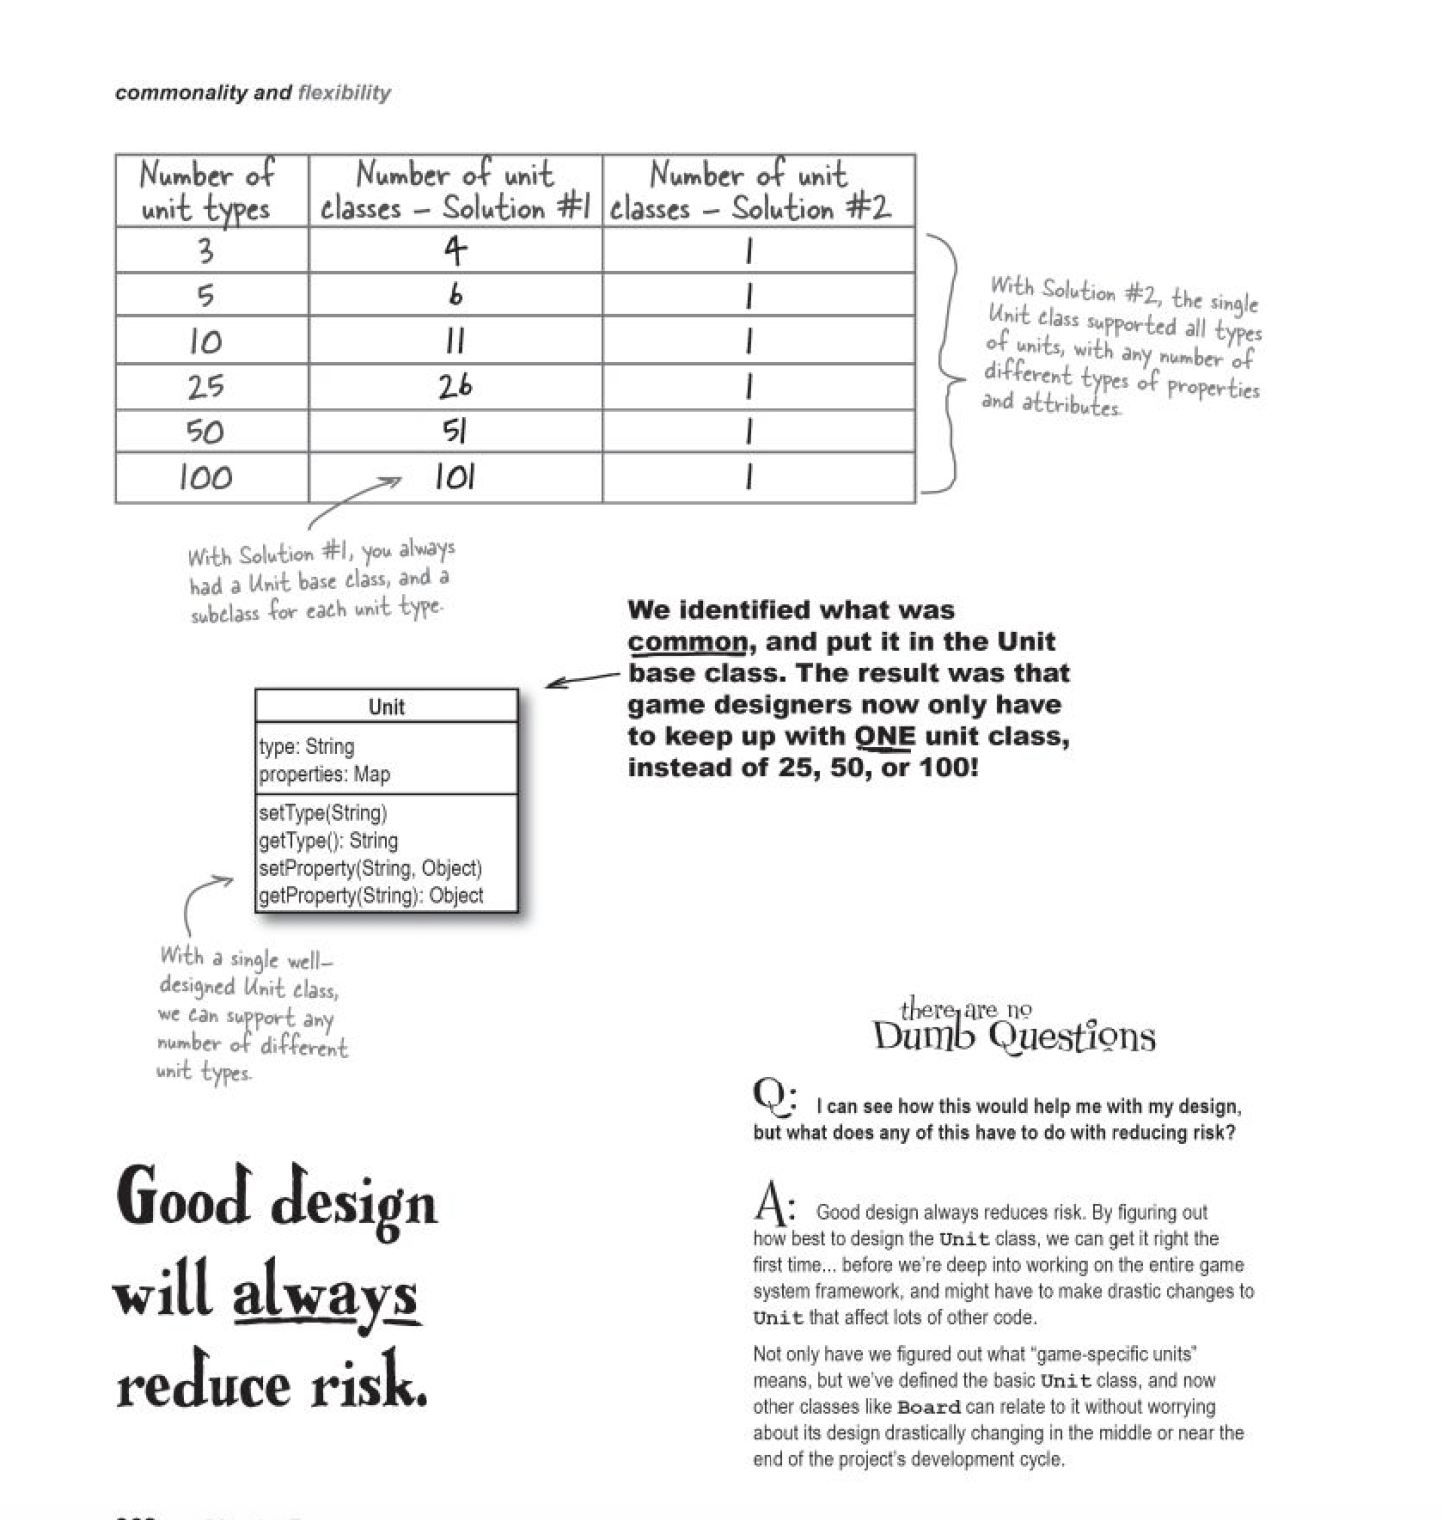 commonality and flexibility
Number of unit types | Number of unit classes – Solution #1 | Number of unit classes – Solution #2
3 | 4 | 1
5 | 6 | 1
10 | 11 | 1
25 | 26 | 1
50 | 51 | 1
100 | 101 | 1
With Solution #2, the single
Unit class supported all types
of units, with any number of
different types of properties
and attributes.
With Solution #1, you always
had a Unit base class, and a
subclass for each unit type.
We identified what was
common, and put it in the Unit
base class. The result was that
game designers now only have
to keep up with ONE unit class,
instead of 25, 50, or 100!
Unit
type: String
properties: Map
setType(String)
getType(): String
setProperty(String, Object)
getProperty(String): Object
With a single well–
designed Unit class,
we can support any
number of different
unit types.
Good design
will always
reduce risk.
there are no
Dumb Questions
Q: I can see how this would help me with my design,
but what does any of this have to do with reducing risk?
A: Good design always reduces risk. By figuring out
how best to design the Unit class, we can get it right the
first time... before we're deep into working on the entire game
system framework, and might have to make drastic changes to
Unit that affect lots of other code.
Not only have we figured out what “game-specific units”
means, but we've defined the basic Unit class, and now
other classes like Board can relate to it without worrying
about its design drastically changing in the middle or near the
end of the project's development cycle.